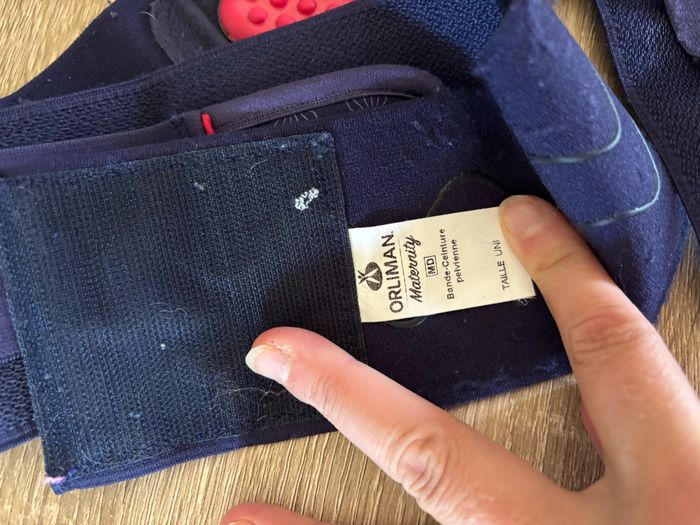 ORLIMAN.
Maternity
MD
Bande-Ceinture
pelvienne
TAILLE UNI